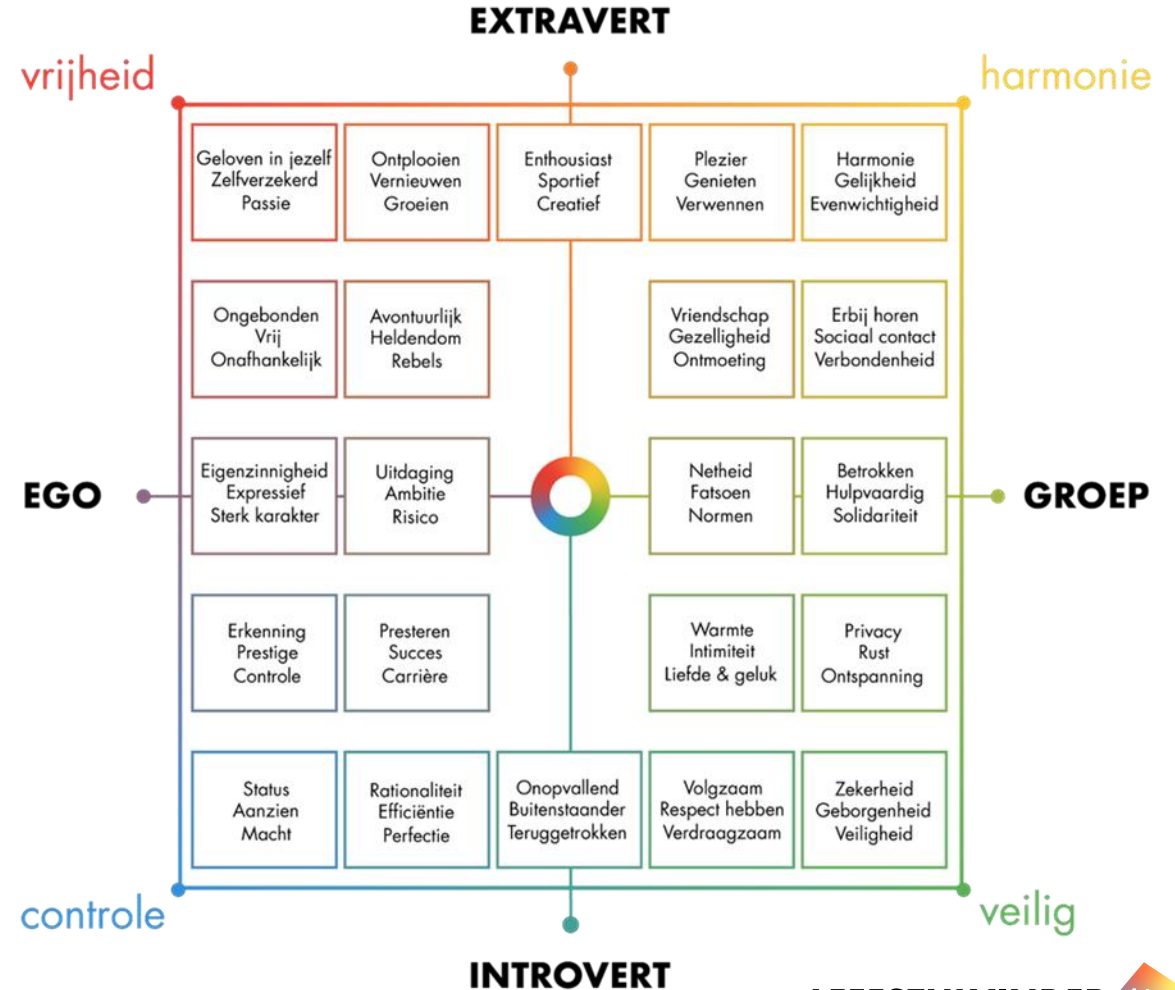 EXTRAVERT
vrijheid
harmonie
Geloven in jezelf
Zelfverzekerd
Passie
Ontplooien
Vernieuwen
Groeien
Enthousiast
Sportief
Creatief
Plezier
Genieten
Verwennen
Harmonie
Gelijkheid
Evenwichtigheid
Ongebonden
Vrij
Onafhankelijk
Avontuurlijk
Heldendom
Rebels
Vriendschap
Gezelligheid
Ontmoeting
Erbij horen
Sociaal contact
Verbondenheid
EGO
Eigenzinnigheid
Expressief
Sterk karakter
Uitdaging
Ambitie
Risico
Netheid
Fatsoen
Normen
Betrokken
Hulpvaardig
Solidariteit
GROEP
Erkenning
Prestige
Controle
Presteren
Succes
Carrière
Warmte
Intimiteit
Liefde & geluk
Privacy
Rust
Ontspanning
Status
Aanzien
Macht
Rationaliteit
Efficiëntie
Perfectie
Onopvallend
Buitenstaander
Teruggetrokken
Volgzaam
Respect hebben
Verdraagzaam
Zekerheid
Geborgenheid
Veiligheid
controle
veilig
INTROVERT